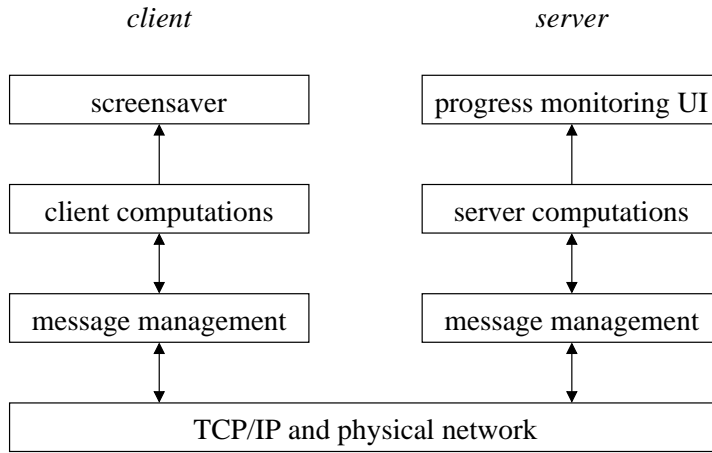 client
server
screensaver
progress monitoring UI
client computations
server computations
message management
message management
TCP/IP and physical network